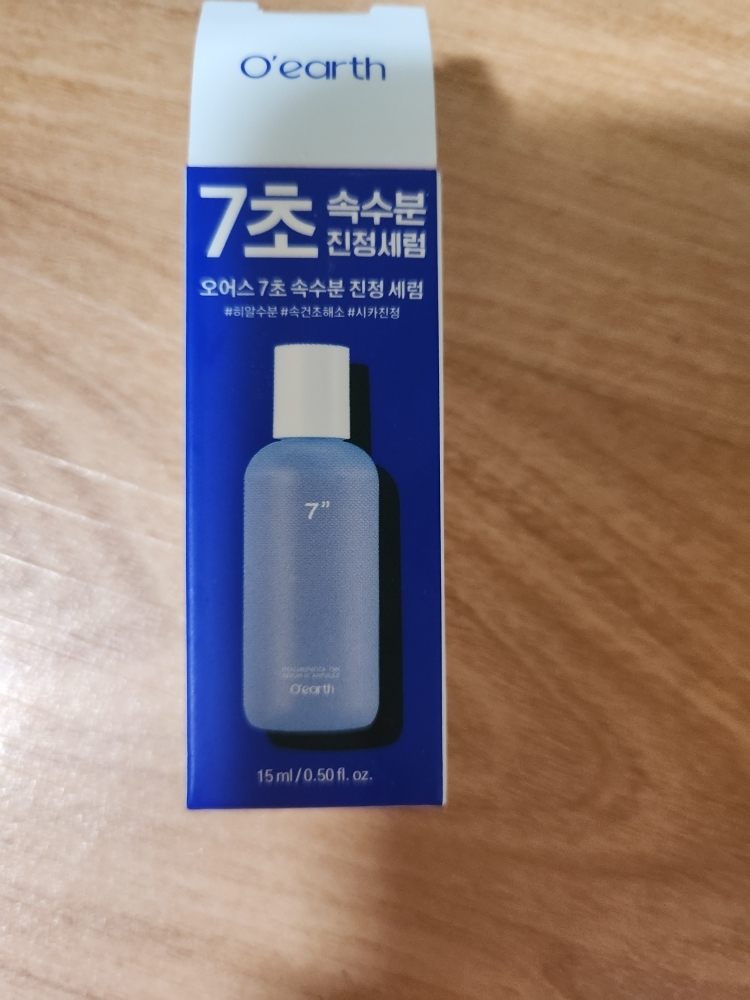 O'earth
7초 속수분
진정세럼
오어스 7초 속수분 진정 세럼
#히알수분 #속건조해소 #시카진정
7”
O'earth
15 ml / 0.50 fl. oz.